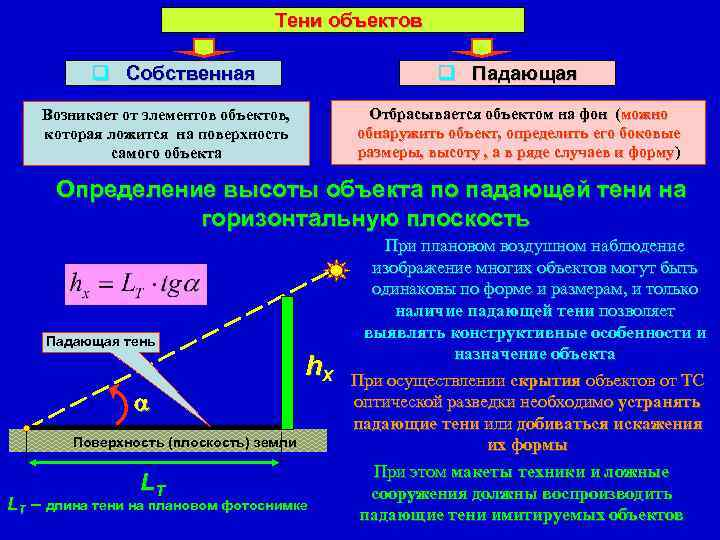 Тени объектов
Собственная
Падающая
Возникает от элементов объектов,
которая ложится на поверхность
самого объекта
Отбрасывается объектом на фон (можно
обнаружить объект, определить его боковые
размеры, высоту , а в ряде случаев и форму)
Определение высоты объекта по падающей тени на
горизонтальную плоскость
hx = LT · tgα
Падающая тень
hX
α
Поверхность (плоскость) земли
LT
LT – длина тени на плановом фотоснимке
При плановом воздушном наблюдение
изображение многих объектов могут быть
одинаковы по форме и размерам, и только
наличие падающей тени позволяет
выявлять конструктивные особенности и
назначение объекта
При осуществлении скрытия объектов от ТС
оптической разведки необходимо устранять
падающие тени или добиваться искажения
их формы
При этом макеты техники и ложные
сооружения должны воспроизводить
падающие тени имитируемых объектов